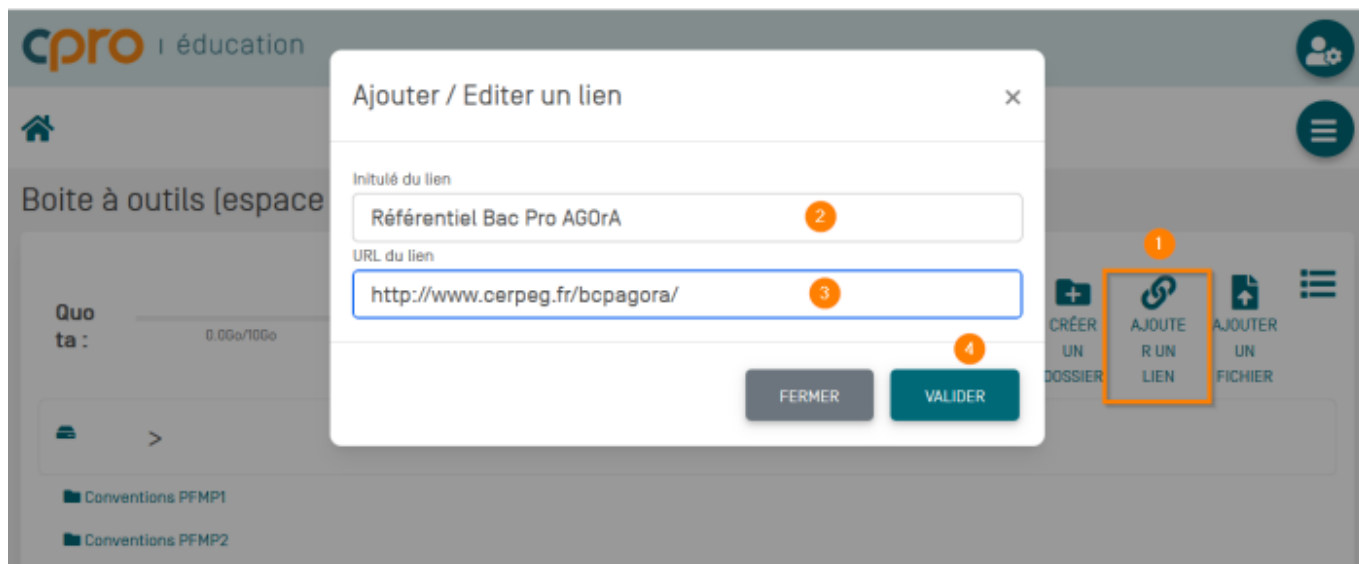 cpro | éducation
Ajouter / Editer un lien ×
Boite à outils (espace
Initulé du lien
Référentiel Bac Pro AGOrA 2
URL du lien
http://www.cerpeg.fr/bcpagora/ 3
1
Quo
ta :
0.0Go/10Go
CRÉER
UN
DOSSIER
AJOUTE
R UN
LIEN
AJOUTER
UN
FICHIER
4
FERMER
VALIDER
>
Conventions PFMP1
Conventions PFMP2